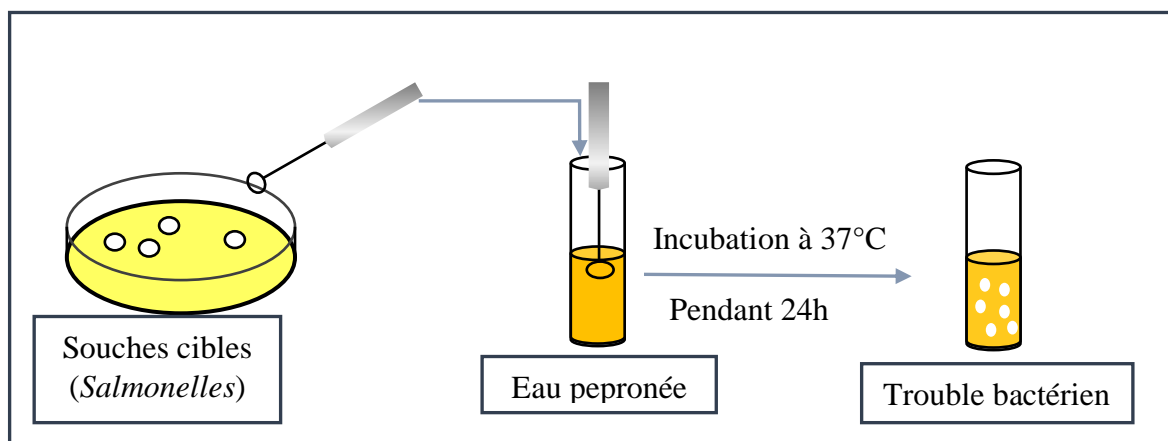 Incubation à 37°C
Pendant 24h
Souches cibles
(Salmonelles)
Eau pepronée
Trouble bactérien